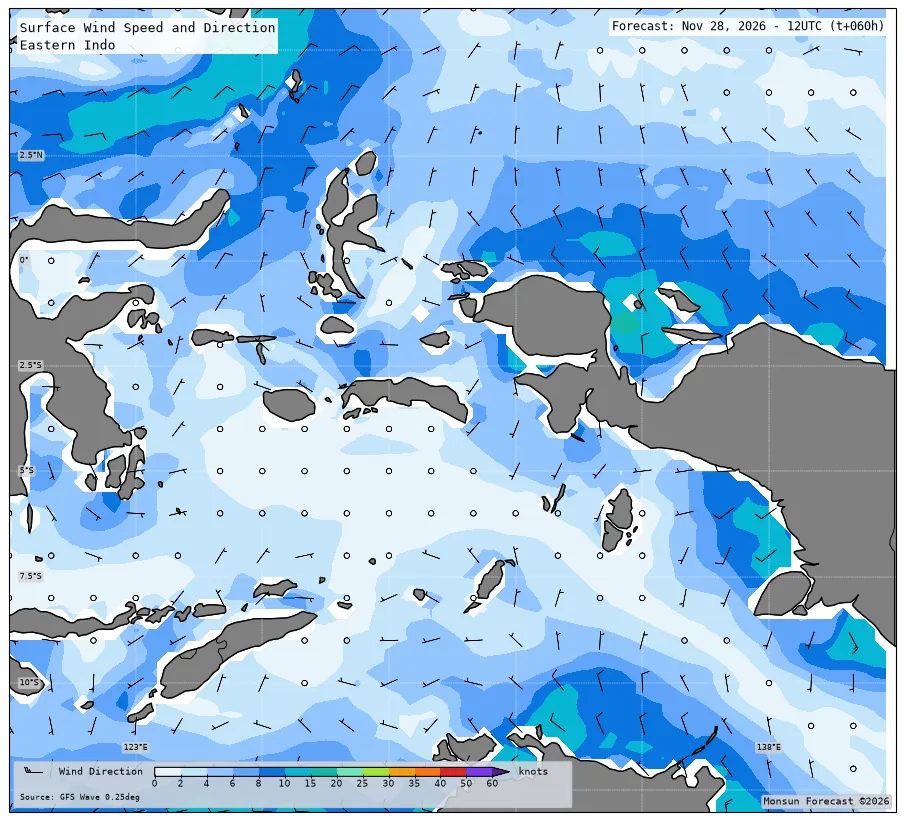 Surface Wind Speed and Direction
Eastern Indo
Forecast: Nov 28, 2026 - 12UTC (t+060h)
2.5°N
0°
2.5°S
5°S
7.5°S
10°S
123°E
138°E
Wind Direction
knots
0 2 4 6 8 10 15 20 25 30 40 50 60
Source: GFS Wave 0.25deg
Monsun Forecast ©2026